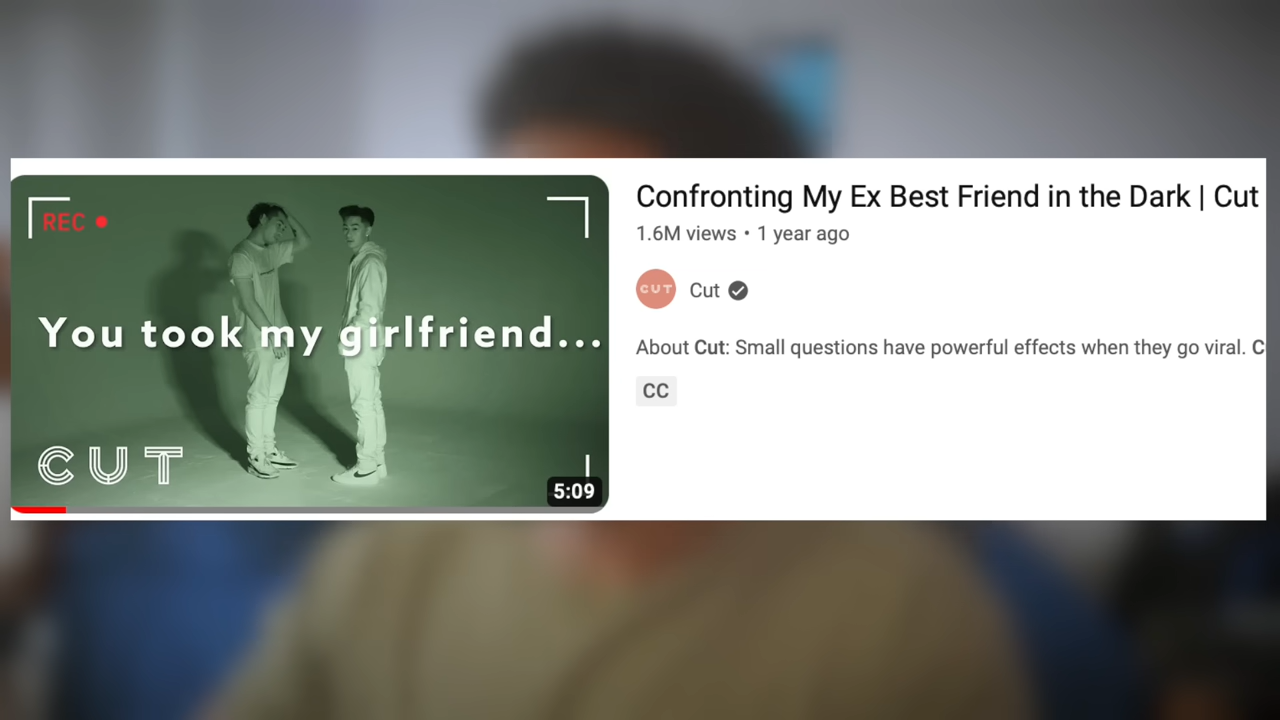 REC
You took my girlfriend...
CUT
5:09
Confronting My Ex Best Friend in the Dark | Cut
1.6M views • 1 year ago
CUT
Cut
About Cut: Small questions have powerful effects when they go viral. C
CC